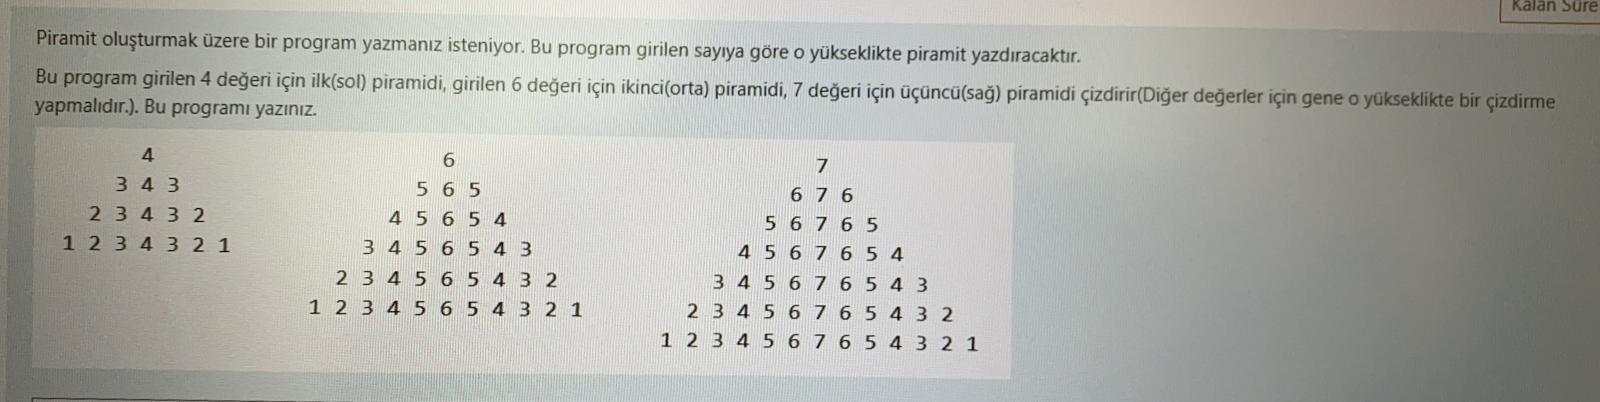 Kalan Süre
Piramit oluşturmak üzere bir program yazmanız isteniyor. Bu program girilen sayıya göre o yükseklikte piramit yazdıracaktır.
Bu program girilen 4 değeri için ilk(sol) piramidi, girilen 6 değeri için ikinci(orta) piramidi, 7 değeri için üçüncü(sağ) piramidi çizdirir(Diğer değerler için gene o yükseklikte bir çizdirme
yapmalıdır.). Bu programı yazınız.
4
3 4 3
2 3 4 3 2
1 2 3 4 3 2 1
6
5 6 5
4 5 6 5 4
3 4 5 6 5 4 3
2 3 4 5 6 5 4 3 2
1 2 3 4 5 6 5 4 3 2 1
7
6 7 6
5 6 7 6 5
4 5 6 7 6 5 4
3 4 5 6 7 6 5 4 3
2 3 4 5 6 7 6 5 4 3 2
1 2 3 4 5 6 7 6 5 4 3 2 1